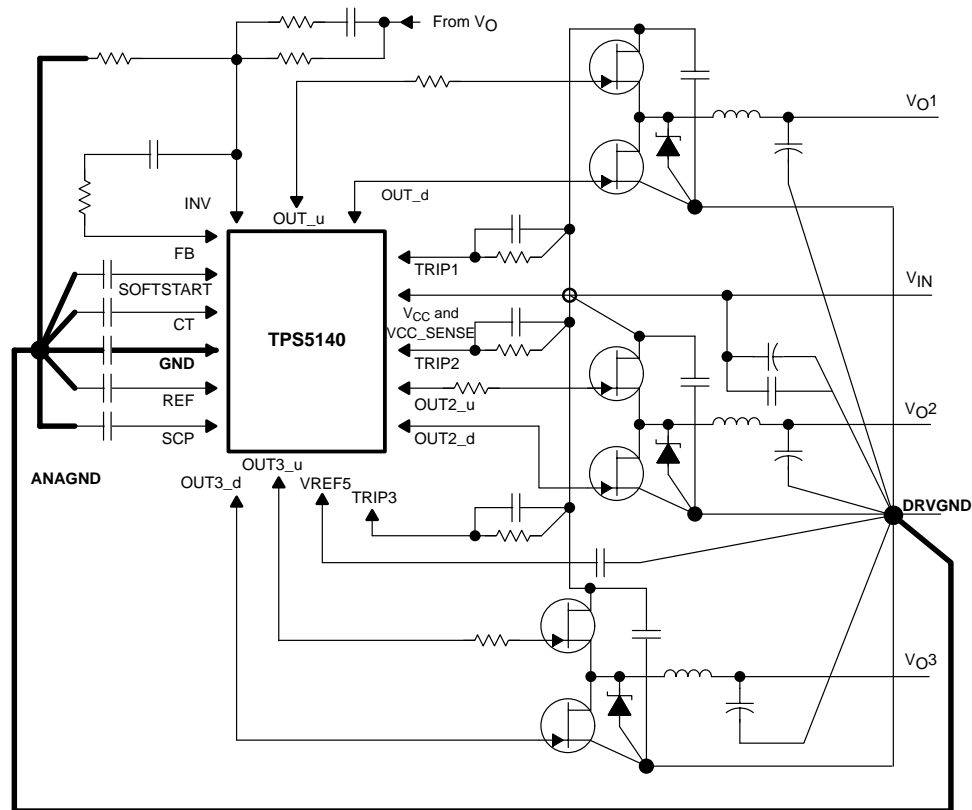 From VO
VO1
OUT_d
INV
OUT_u
FB
TRIP1
SOFTSTART
VIN
CT
VCC and
VCC_SENSE
TPS5140
TRIP2
GND
OUT2_u
REF
VO2
OUT2_d
SCP
OUT3_u
ANAGND
OUT3_d
VREF5
TRIP3
DRVGND
VO3